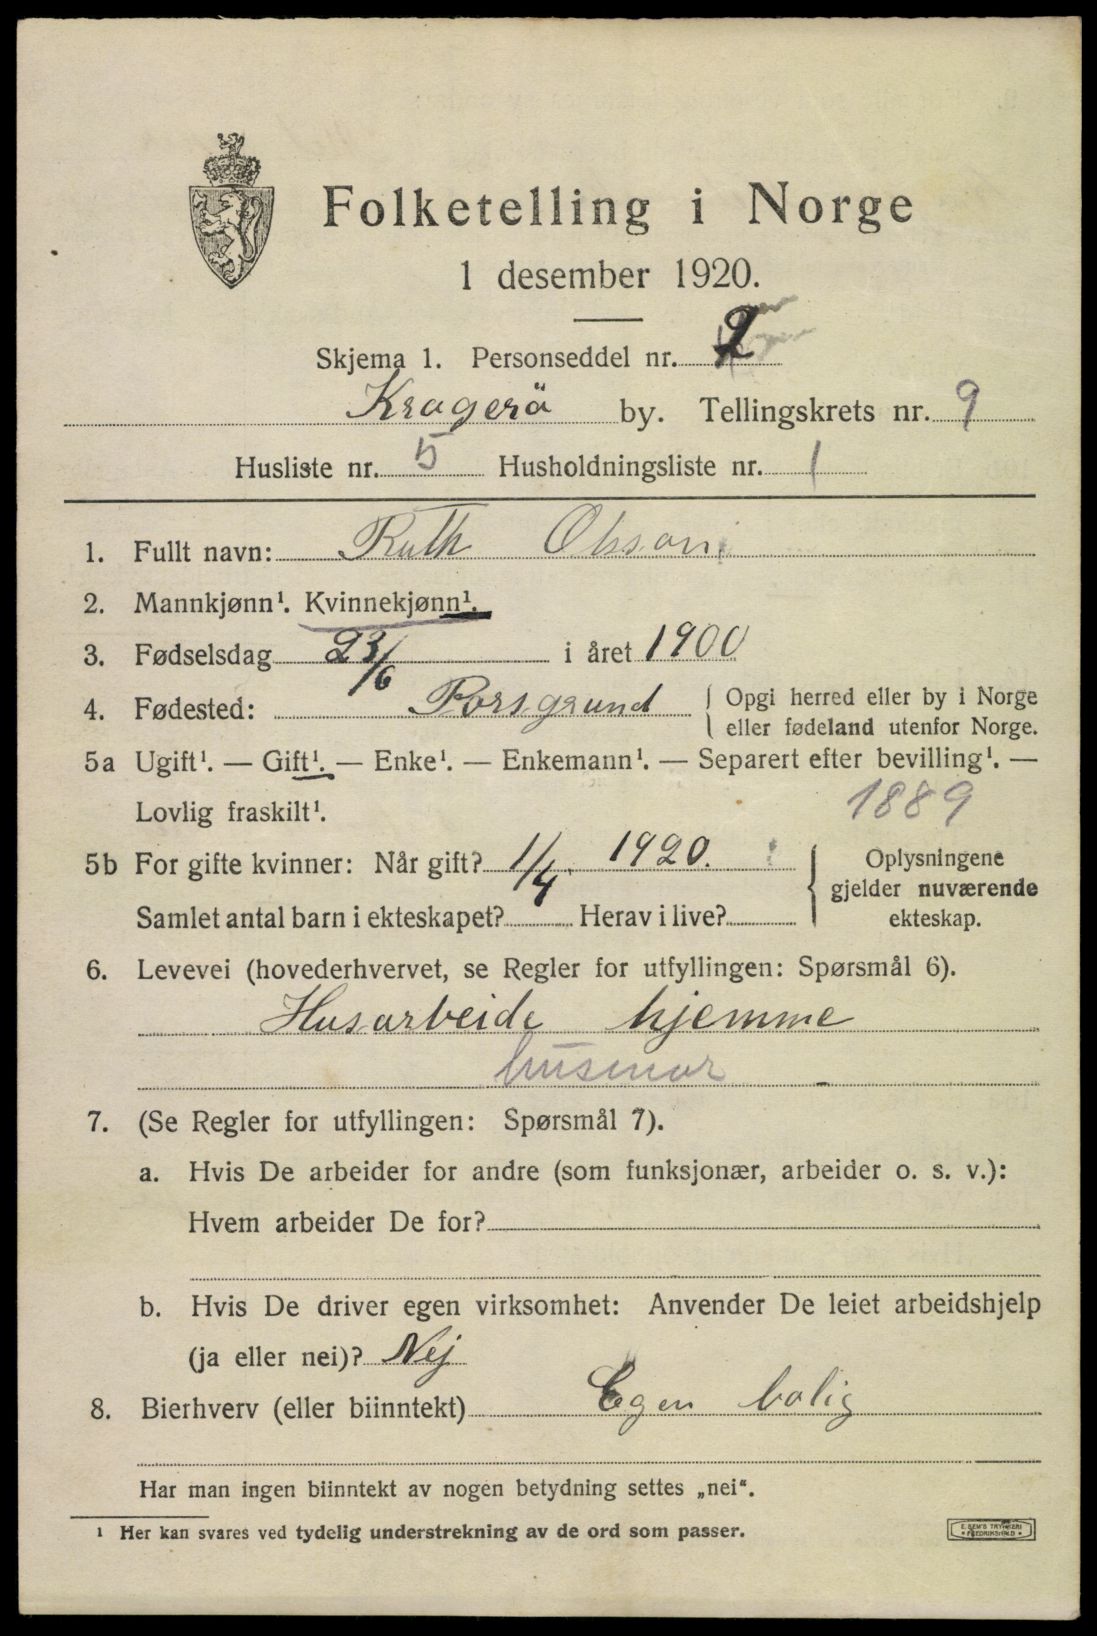 Folketelling i Norge
1 desember 1920.
Skjema 1. Personseddel nr. 2
Kragerö by. Tellingskrets nr. 9
Husliste nr. 5 Husholdningsliste nr. 1
1. Fullt navn: Ruth Olsson
2. Mannkjønn¹. Kvinnekjønn¹.
3. Fødselsdag 23/6 i året 1900
4. Fødested: Porsgrund { Opgi herred eller by i Norge
eller fødeland utenfor Norge.
5a Ugift¹. — Gift¹. — Enke¹. — Enkemann¹. — Separert efter bevilling¹. —
Lovlig fraskilt¹. 1889
5b For gifte kvinner: Når gift? 1/4. 1920. { Oplysningene
gjelder nuværende
Samlet antal barn i ekteskapet? Herav i live? ekteskap.
6. Levevei (hovederhvervet, se Regler for utfyllingen: Spørsmål 6).
Husarbeide hjemme
husmor
7. (Se Regler for utfyllingen: Spørsmål 7).
a. Hvis De arbeider for andre (som funksjonær, arbeider o. s. v.):
Hvem arbeider De for?
b. Hvis De driver egen virksomhet: Anvender De leiet arbeidshjelp
(ja eller nei)? Nej
8. Bierhverv (eller biinntekt) Egen bolig
Har man ingen biinntekt av nogen betydning settes „nei“.
¹ Her kan svares ved tydelig understrekning av de ord som passer.
E. SEM'S TRYKKERI
FREDRIKSHALD